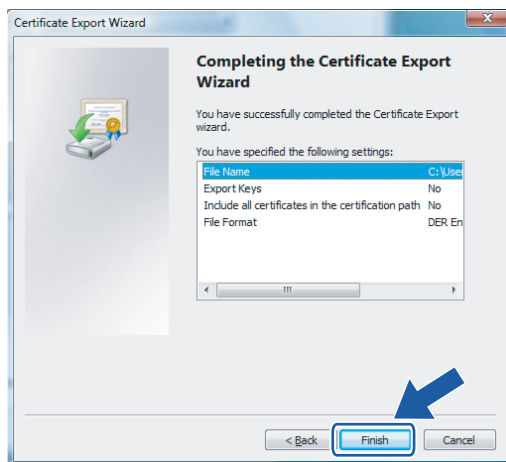 Certificate Export Wizard
Completing the Certificate Export
Wizard
You have successfully completed the Certificate Export
wizard.
You have specified the following settings:
File Name C:\User
Export Keys No
Include all certificates in the certification path No
File Format DER En
< Back Finish Cancel